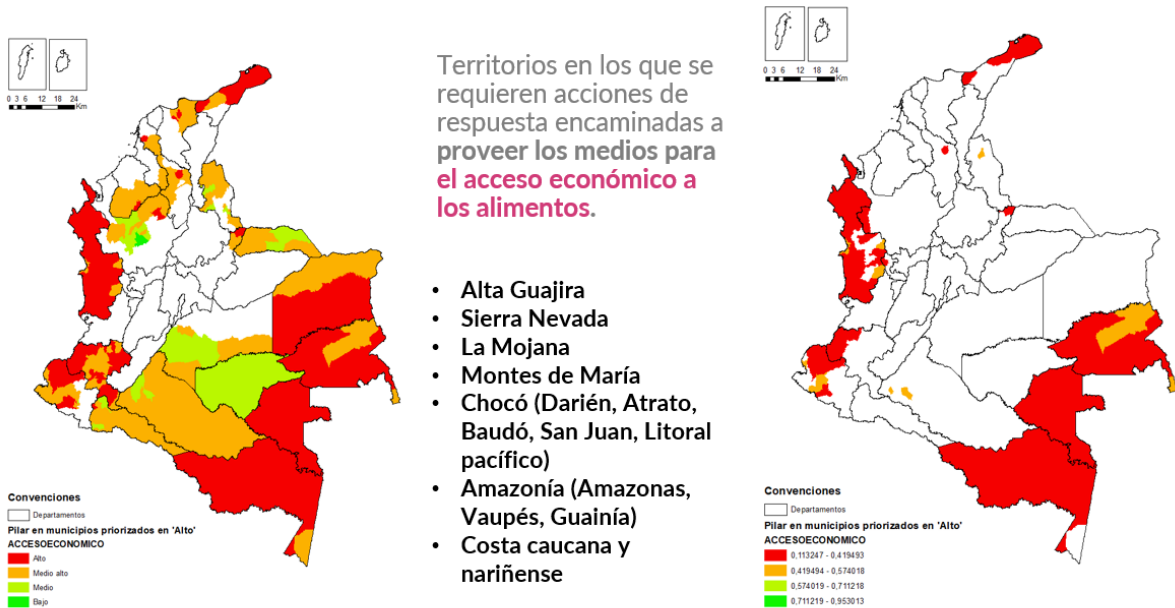 0 3 6 12 18 24
Km
Convenciones
Departamentos
Pilar en municipios priorizados en 'Alto'
ACCESOECONOMICO
Alto
Medio alto
Medio
Bajo
Territorios en los que se
requieren acciones de
respuesta encaminadas a
proveer los medios para
el acceso económico a
los alimentos.
• Alta Guajira
• Sierra Nevada
• La Mojana
• Montes de María
• Chocó (Darién, Atrato,
Baudó, San Juan, Litoral
pacífico)
• Amazonía (Amazonas,
Vaupés, Guainía)
• Costa caucana y
nariñense
0 3 6 12 18 24
Km
Convenciones
Departamentos
Pilar en municipios priorizados en 'Alto'
ACCESOECONOMICO
0,113247 - 0,419493
0,419494 - 0,574018
0,574019 - 0,711218
0,711219 - 0,953013